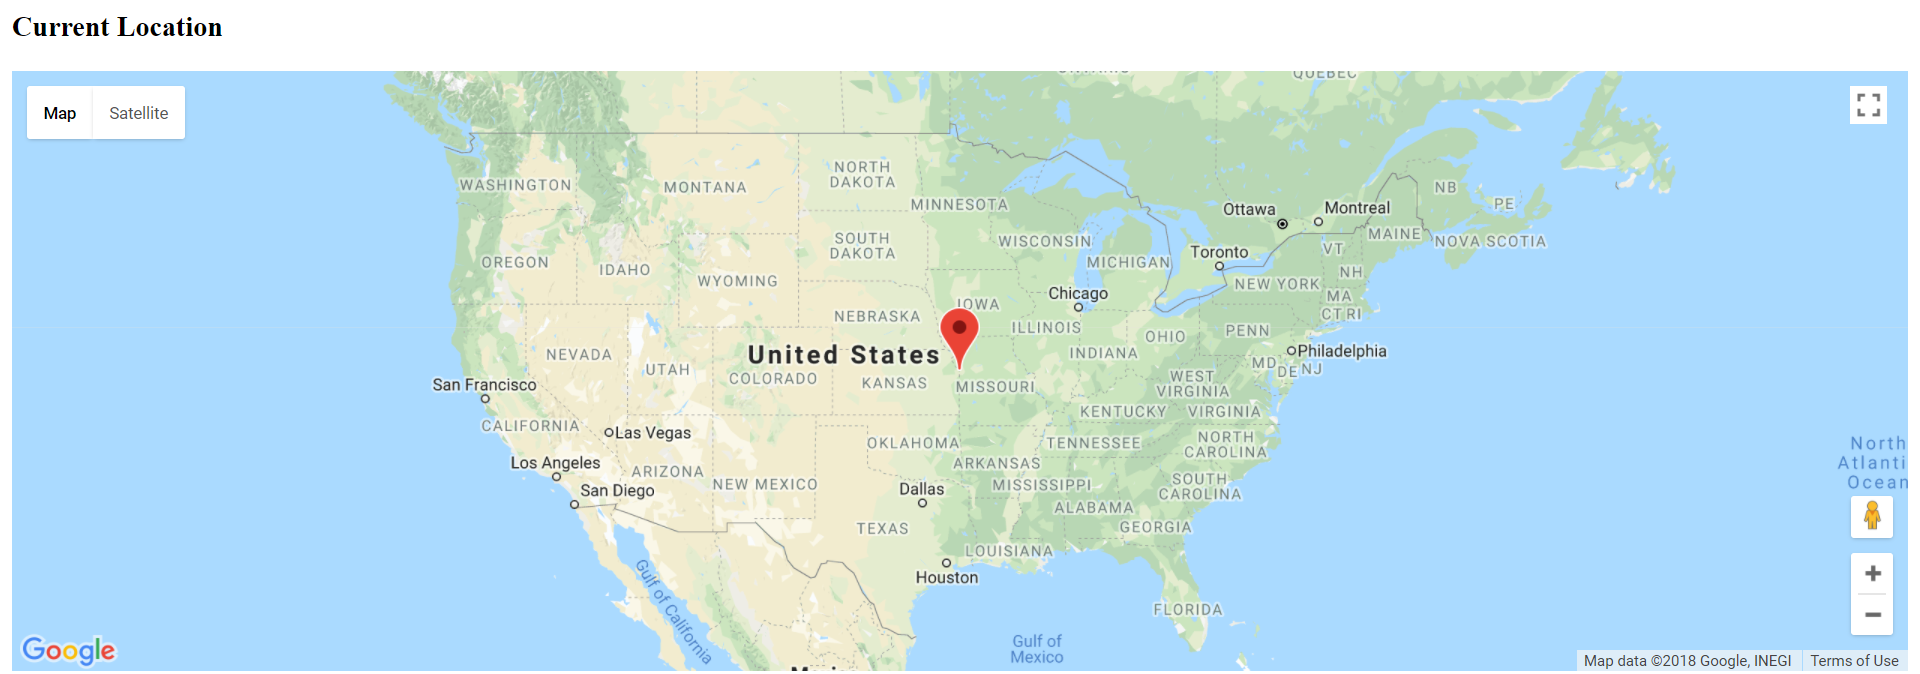 Current Location
Map
Satellite
QUEBEC
WASHINGTON
MONTANA
NORTH
DAKOTA
MINNESOTA
Ottawa
Montreal
NB
PE
MAINE
NOVA SCOTIA
OREGON
IDAHO
WYOMING
SOUTH
DAKOTA
WISCONSIN
MICHIGAN
Toronto
VT
NH
NEW YORK
MA
CT RI
NEBRASKA
IOWA
Chicago
ILLINOIS
INDIANA
OHIO
PENN
Philadelphia
MD
DE
NJ
NEVADA
UTAH
COLORADO
United States
KANSAS
MISSOURI
WEST
VIRGINIA
KENTUCKY
VIRGINIA
San Francisco
CALIFORNIA
Las Vegas
Los Angeles
San Diego
ARIZONA
NEW MEXICO
OKLAHOMA
ARKANSAS
TENNESSEE
NORTH
CAROLINA
SOUTH
CAROLINA
MISSISSIPPI
ALABAMA
GEORGIA
Dallas
TEXAS
LOUISIANA
Houston
FLORIDA
Gulf of California
Gulf of
Mexico
North
Atlanti
Ocean
Google
Map data ©2018 Google, INEGI
Terms of Use